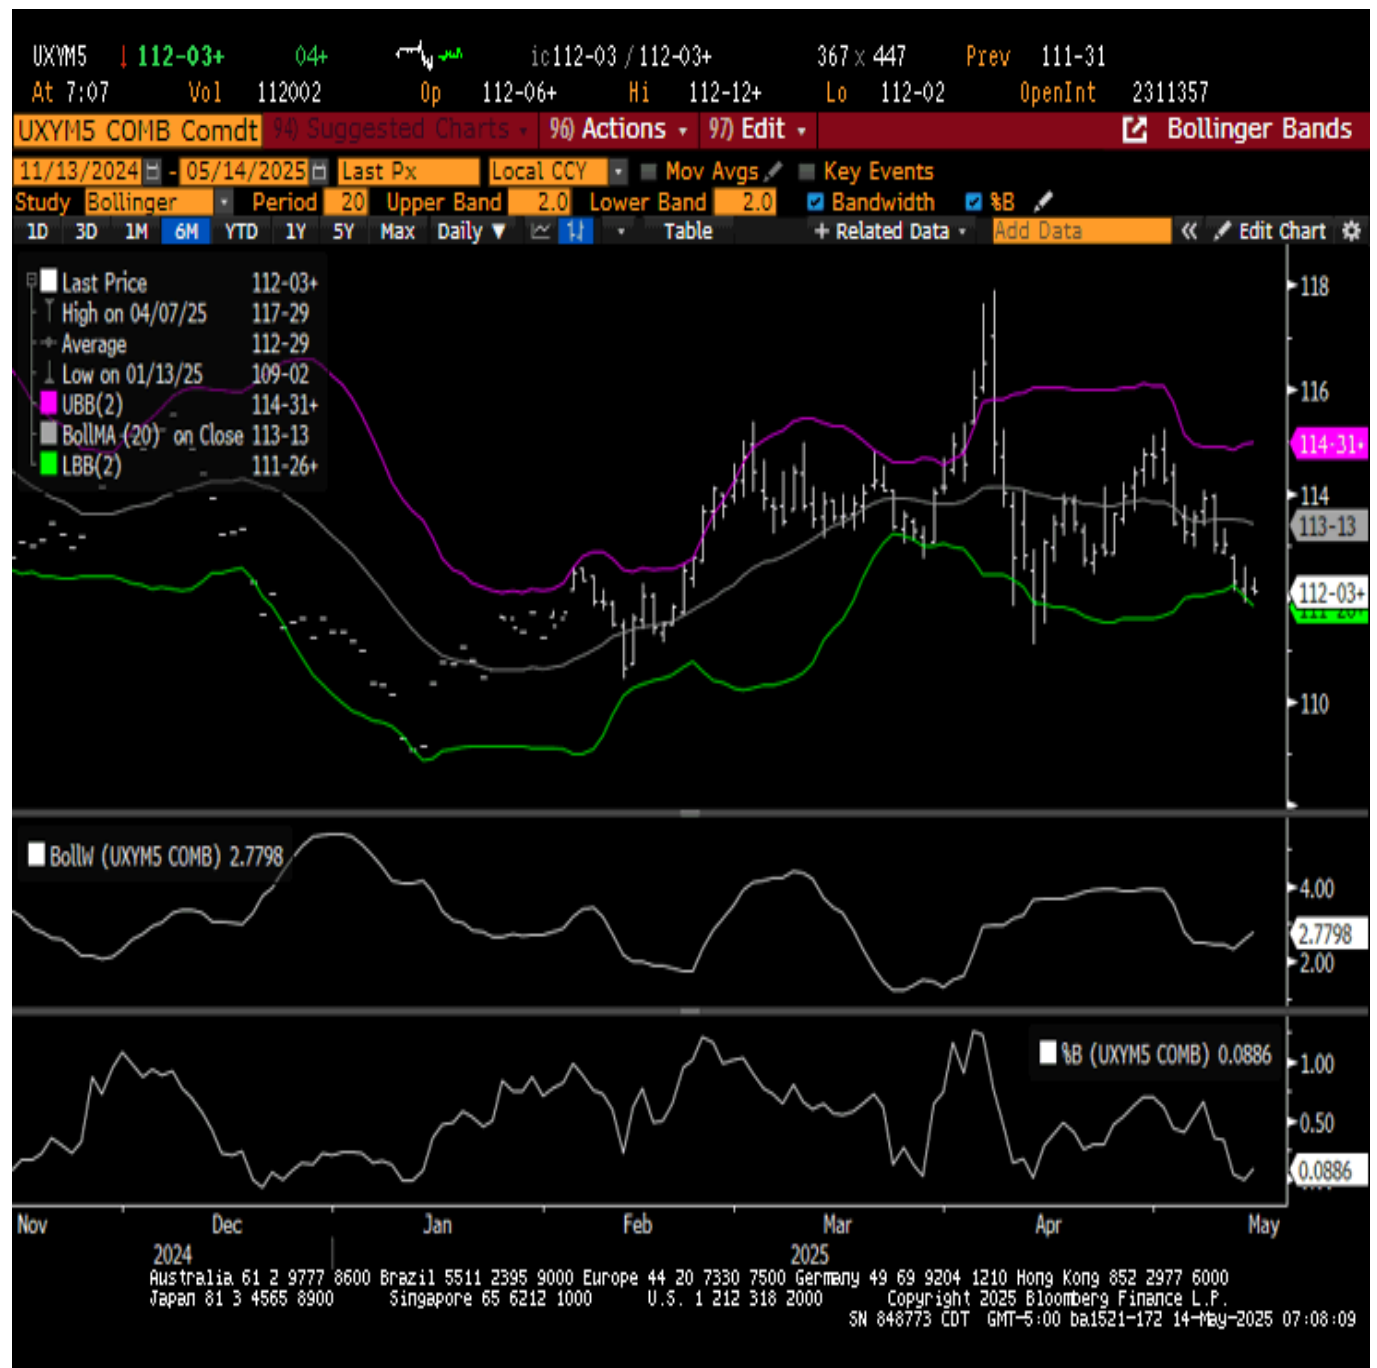 UXYM5 ↓ 112-03+ 04+ ic112-03 / 112-03+ 367 x 447 Prev 111-31
At 7:07 Vol 112002 Op 112-06+ Hi 112-12+ Lo 112-02 OpenInt 2311357
UXYM5 COMB Comdt 94) Suggested Charts 96) Actions 97) Edit Bollinger Bands
11/13/2024 - 05/14/2025 Last Px Local CCY Mov Avgs Key Events
Study Bollinger Period 20 Upper Band 2.0 Lower Band 2.0 Bandwidth %B
1D 3D 1M 6M YTD 1Y 5Y Max Daily ▼ Table + Related Data Add Data « Edit Chart
Last Price 112-03+
High on 04/07/25 117-29
Average 112-29
Low on 01/13/25 109-02
UBB(2) 114-31+
BollMA (20) on Close 113-13
LBB(2) 111-26+
118
116
114-31+
114
113-13
112-03+
111-26+
110
BollW (UXYM5 COMB) 2.7798
4.00
2.7798
2.00
%B (UXYM5 COMB) 0.0886
1.00
0.50
0.0886
Nov Dec Jan Feb Mar Apr May
2024 2025
Australia 61 2 9777 8600 Brazil 5511 2395 9000 Europe 44 20 7330 7500 Germany 49 69 9204 1210 Hong Kong 852 2977 6000
Japan 81 3 4565 8900 Singapore 65 6212 1000 U.S. 1 212 318 2000 Copyright 2025 Bloomberg Finance L.P.
SN 848773 CDT GMT-5:00 ba1521-172 14-May-2025 07:08:09